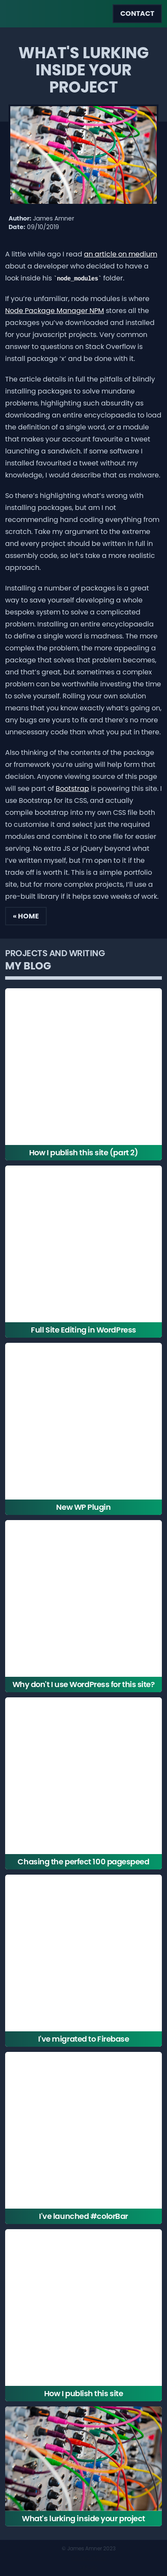 CONTACT
WHAT'S LURKING
INSIDE YOUR
PROJECT
Author: James Amner
Date: 09/10/2019
A little while ago I read an article on medium
about a developer who decided to have a
look inside his `node_modules` folder.
If you're unfamiliar, node modules is where
Node Package Manager NPM stores all the
packages you've downloaded and installed
for your javascript projects. Very common
answer to questions on Stack Overflow is
install package 'x' and be done with it.
The article details in full the pitfalls of blindly
installing packages to solve mundane
problems, highlighting such absurdity as
downloading an encyclopaedia to read only
the definition of a single word, or a module
that makes your account favourite a tweet
launching a sandwich. If some software I
installed favourited a tweet without my
knowledge, I would describe that as malware.
So there's highlighting what's wrong with
installing packages, but am I not
recommending hand coding everything from
scratch. Take my argument to the extreme
and every project would be written in full in
assembly code, so let's take a more realistic
approach.
Installing a number of packages is a great
way to save yourself developing a whole
bespoke system to solve a complicated
problem. Installing an entire encyclopaedia
to define a single word is madness. The more
complex the problem, the more appealing a
package that solves that problem becomes,
and that's great, but sometimes a complex
problem can be worthwhile investing the time
to solve yourself. Rolling your own solution
means that you know exactly what's going on,
any bugs are yours to fix and there's often no
unnecessary code than what you put in there.
Also thinking of the contents of the package
or framework you're using will help form that
decision. Anyone viewing source of this page
will see part of Bootstrap is powering this site. I
use Bootstrap for its CSS, and actually
compile bootstrap into my own CSS file both
to customise it and select just the required
modules and combine it to one file for easier
serving. No extra JS or jQuery beyond what
I've written myself, but I'm open to it if the
trade off is worth it. This is a simple portfolio
site, but for more complex projects, I'll use a
pre-built library if it helps save weeks of work.
« HOME
PROJECTS AND WRITING
MY BLOG
How I publish this site (part 2)
Full Site Editing in WordPress
New WP Plugin
Why don't I use WordPress for this site?
Chasing the perfect 100 pagespeed
I've migrated to Firebase
I've launched #colorBar
How I publish this site
What's lurking inside your project